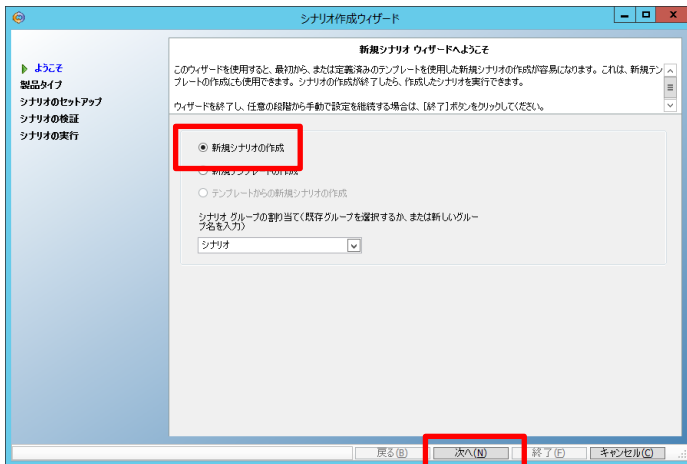 シナリオ作成ウィザード
ようこそ
製品タイプ
シナリオのセットアップ
シナリオの検証
シナリオの実行
新規シナリオ ウィザードへようこそ
このウィザードを使用すると、最初から、または定義済みのテンプレートを使用した新規シナリオの作成が容易になります。これは、新規テン
プレートの作成にも使用できます。シナリオの作成が終了したら、作成したシナリオを実行できます。
ウィザードを終了し、任意の段階から手動で設定を継続する場合は、[終了]ボタンをクリックしてください。
新規シナリオの作成
新規テンプレートの作成
テンプレートからの新規シナリオの作成
シナリオ グループの割り当て(既存グループを選択するか、または新しいグルー
プ名を入力)
シナリオ
戻る(B) 次へ(N) 終了(F) キャンセル(C)